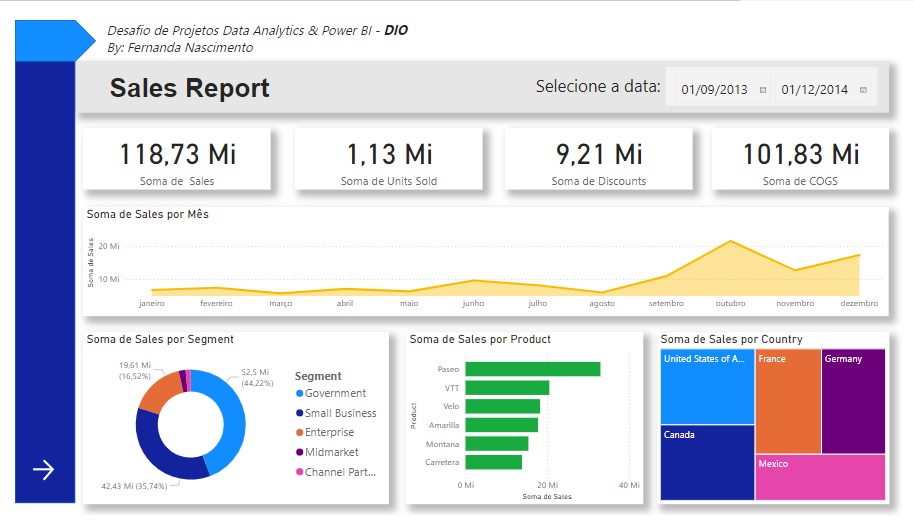 Desafio de Projetos Data Analytics & Power BI - DIO
By: Fernanda Nascimento
Sales Report
Selecione a data:
01/09/2013
01/12/2014
118,73 Mi
Soma de Sales
1,13 Mi
Soma de Units Sold
9,21 Mi
Soma de Discounts
101,83 Mi
Soma de COGS
Soma de Sales por Mês
Soma de Sales
20 Mi
10 Mi
janeiro
fevereiro
março
abril
maio
junho
julho
agosto
setembro
outubro
novembro
dezembro
Soma de Sales por Segment
19,61 Mi
(16,52%)
52,5 Mi
(44,22%)
42,43 Mi (35,74%)
Segment
Government
Small Business
Enterprise
Midmarket
Channel Part...
Soma de Sales por Product
Product
Paseo
VTT
Velo
Amarilla
Montana
Carretera
0 Mi
20 Mi
40 Mi
Soma de Sales
Soma de Sales por Country
United States of A...
France
Germany
Canada
Mexico